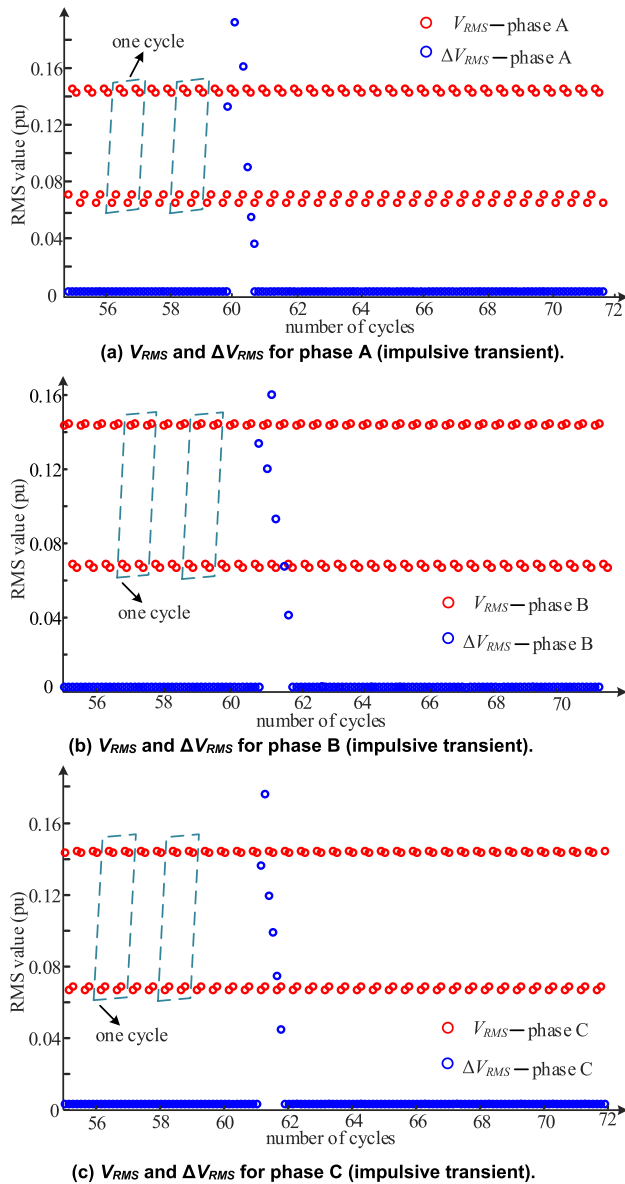 V_RMS — phase A
ΔV_RMS — phase A
one cycle
RMS value (pu)
0.16
0.12
0.08
0.04
0
56 58 60 62 64 66 68 70 72
number of cycles
(a) V_RMS and ΔV_RMS for phase A (impulsive transient).
0.16
0.12
0.08
0.04
0
RMS value (pu)
one cycle
V_RMS — phase B
ΔV_RMS — phase B
56 58 60 62 64 66 68 70
number of cycles
(b) V_RMS and ΔV_RMS for phase B (impulsive transient).
0.16
0.12
0.08
0.04
0
RMS value (pu)
one cycle
V_RMS — phase C
ΔV_RMS — phase C
56 58 60 62 64 66 68 70 72
number of cycles
(c) V_RMS and ΔV_RMS for phase C (impulsive transient).